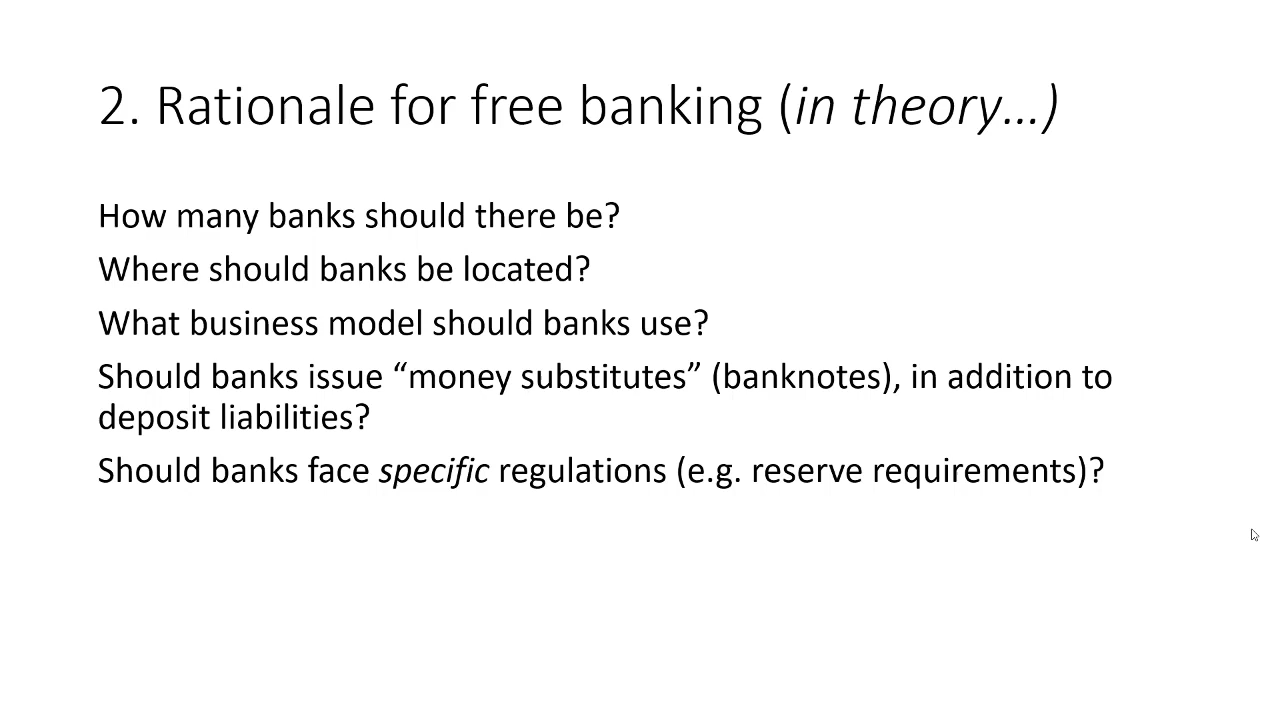 2. Rationale for free banking (in theory…)
How many banks should there be?
Where should banks be located?
What business model should banks use?
Should banks issue “money substitutes” (banknotes), in addition to
deposit liabilities?
Should banks face specific regulations (e.g. reserve requirements)?